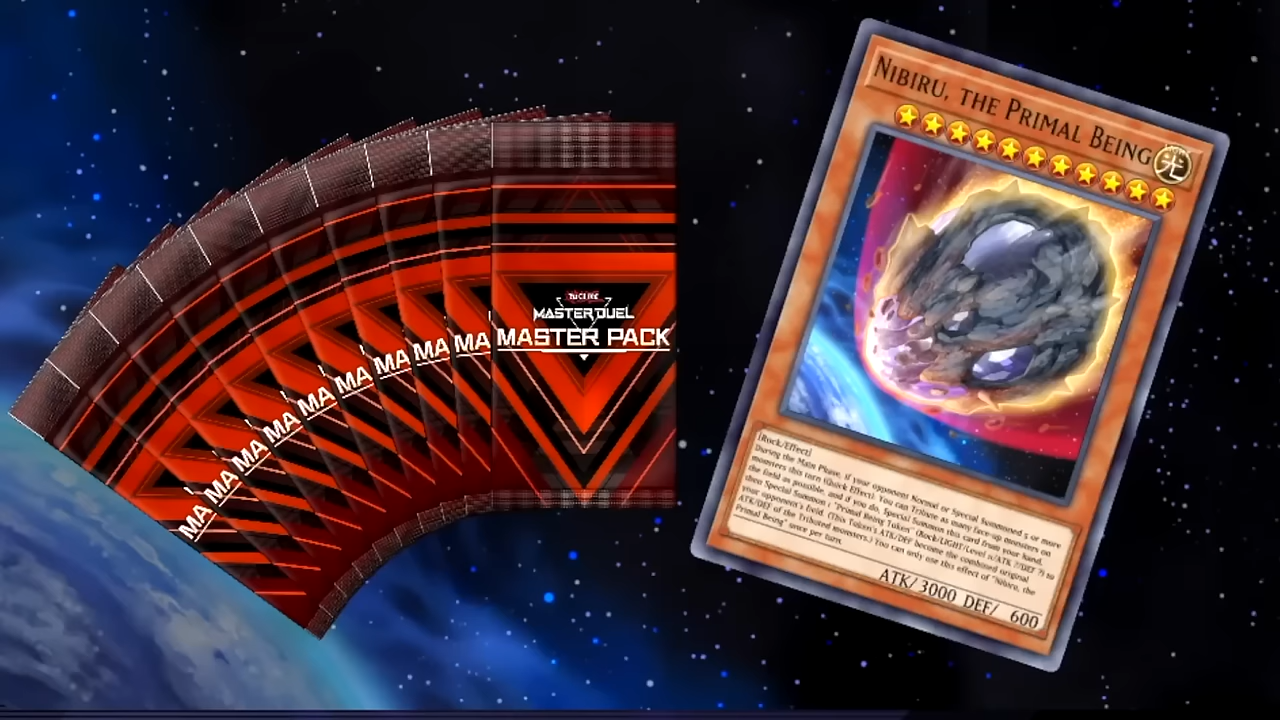 YU-GI-OH!
MASTER DUEL
MASTER PACK
MA
MA
MA
MA
MA
MA
MA
MA
MA
NIBIRU, THE PRIMAL BEING
LIGHT
光
[Rock/Effect]
During the Main Phase, if your opponent Normal or Special Summoned 5 or more
monsters this turn (Quick Effect): You can Tribute as many face-up monsters on
the field as possible, and if you do, Special Summon this card from your hand,
then Special Summon 1 "Primal Being Token" (Rock/LIGHT/Level 11/ATK ?/DEF ?) to
your opponent's field. (This Token's ATK/DEF become the combined original
ATK/DEF of the Tributed monsters.) You can only use this effect of "Nibiru, the
Primal Being" once per turn.
ATK/ 3000 DEF/ 600